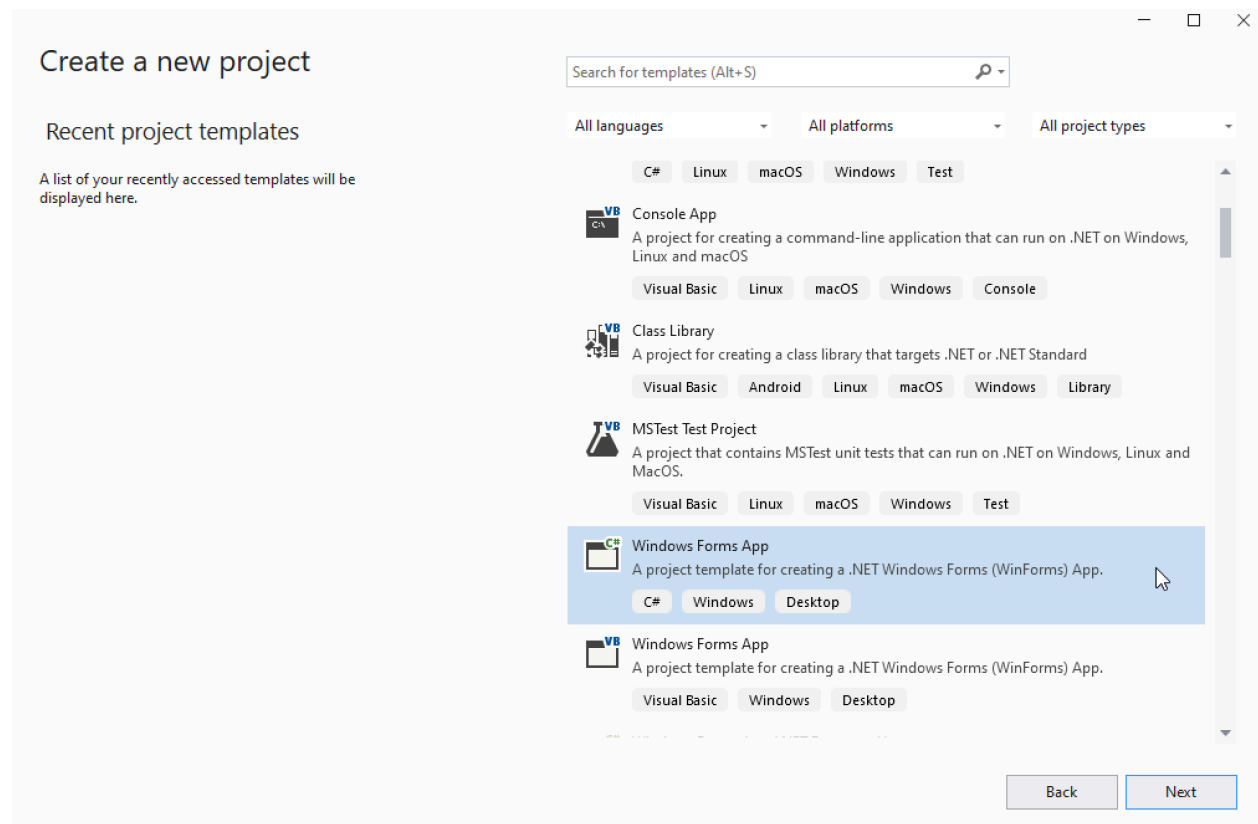 Create a new project
Recent project templates
A list of your recently accessed templates will be
displayed here.
Search for templates (Alt+S)
All languages All platforms All project types
C# Linux macOS Windows Test
VB Console App
C:\
A project for creating a command-line application that can run on .NET on Windows,
Linux and macOS
Visual Basic Linux macOS Windows Console
VB Class Library
A project for creating a class library that targets .NET or .NET Standard
Visual Basic Android Linux macOS Windows Library
VB MSTest Test Project
A project that contains MSTest unit tests that can run on .NET on Windows, Linux and
MacOS.
Visual Basic Linux macOS Windows Test
C# Windows Forms App
A project template for creating a .NET Windows Forms (WinForms) App.
C# Windows Desktop
VB Windows Forms App
A project template for creating a .NET Windows Forms (WinForms) App.
Visual Basic Windows Desktop
Back Next